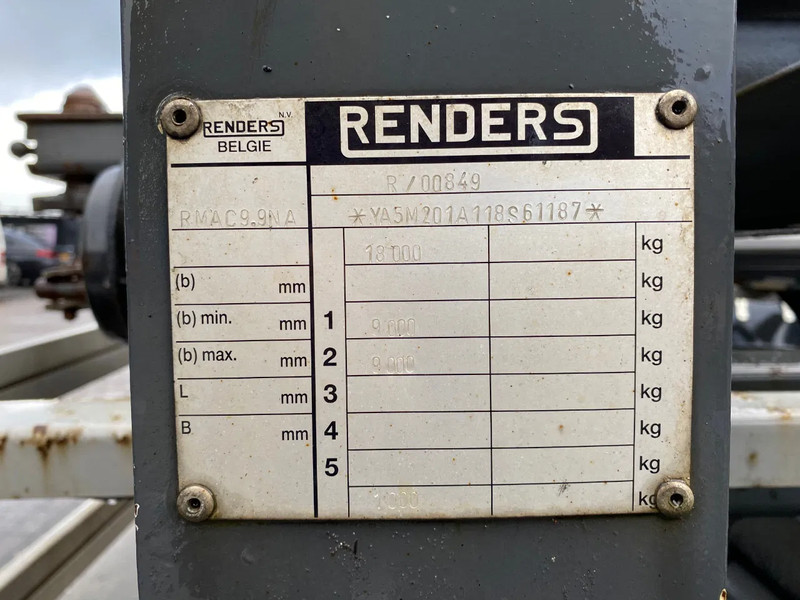 N.V.
RENDERS
BELGIE
RENDERS
R/00849
RMAC9.9NA
*YA5M201A118S61187*
18000 kg
(b) mm kg
(b) min. mm 1 9000 kg
(b) max. mm 2 9000 kg
L mm 3 kg
B mm 4 kg
5 kg
kg